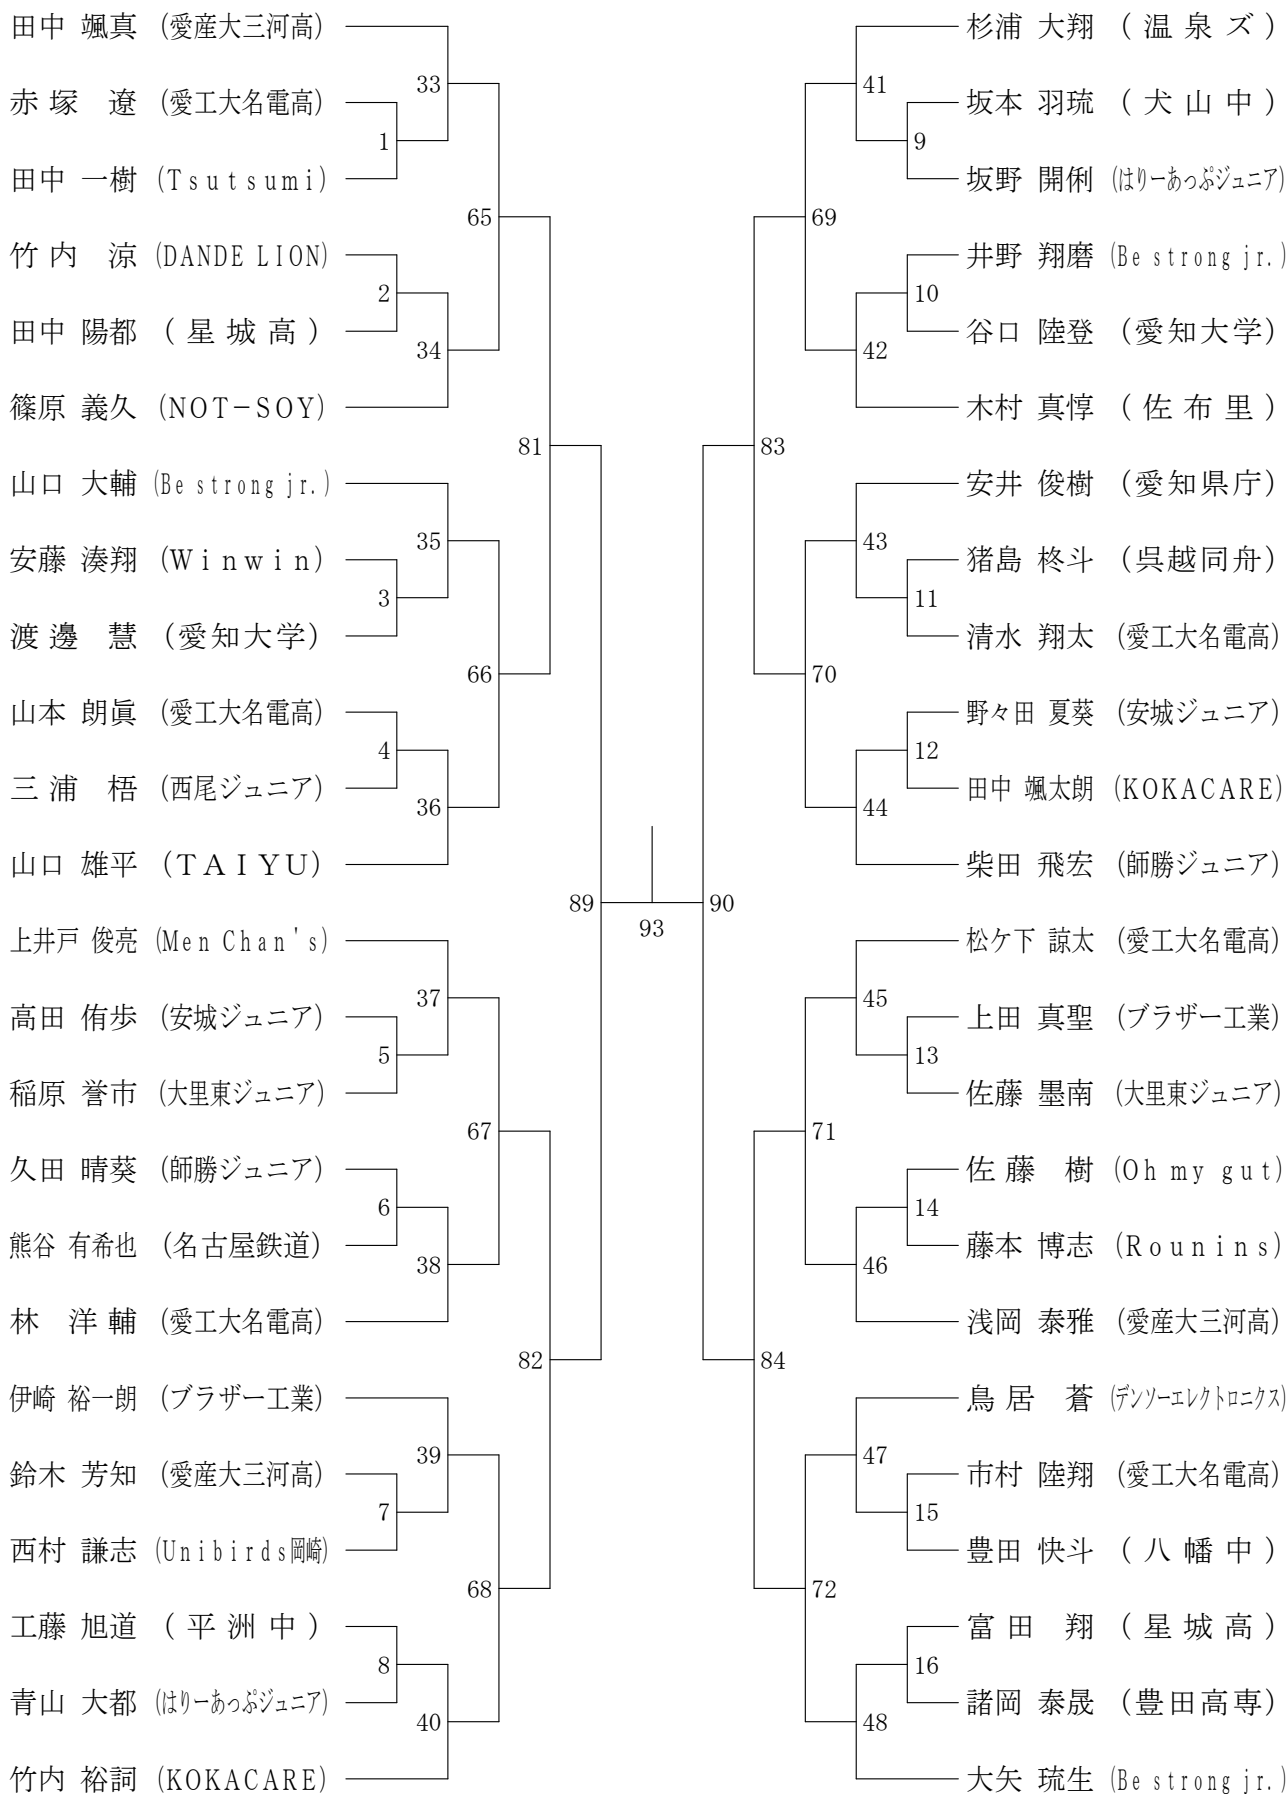 田中 颯真 (愛産大三河高)
33
赤塚 遼 (愛工大名電高)
1
田中 一樹 (Tsutsumi)
65
竹内 涼 (DANDE LION)
2
田中 陽都 (星城高)
34
篠原 義久 (NOT-SOY)
81
山口 大輔 (Be strong jr.)
35
安藤 湊翔 (Winwin)
3
渡邊 慧 (愛知大学)
66
山本 朗眞 (愛工大名電高)
4
三浦 梧 (西尾ジュニア)
36
山口 雄平 (TAIYU)
89
上井戸 俊亮 (Men Chan's)
37
高田 侑歩 (安城ジュニア)
5
稲原 誉市 (大里東ジュニア)
67
久田 晴葵 (師勝ジュニア)
6
熊谷 有希也 (名古屋鉄道)
38
林 洋輔 (愛工大名電高)
82
伊崎 裕一朗 (ブラザー工業)
39
鈴木 芳知 (愛産大三河高)
7
西村 謙志 (Unibirds岡崎)
68
工藤 旭道 (平洲中)
8
青山 大都 (はりーあっぷジュニア)
40
竹内 裕詞 (KOKACARE)
93
杉浦 大翔 (温泉ズ)
41
坂本 羽琉 (犬山中)
9
坂野 開俐 (はりーあっぷジュニア)
69
井野 翔磨 (Be strong jr.)
10
谷口 陸登 (愛知大学)
42
木村 真惇 (佐布里)
83
安井 俊樹 (愛知県庁)
43
猪島 柊斗 (呉越同舟)
11
清水 翔太 (愛工大名電高)
70
野々田 夏葵 (安城ジュニア)
12
田中 颯太朗 (KOKACARE)
44
柴田 飛宏 (師勝ジュニア)
90
松ケ下 諒太 (愛工大名電高)
45
上田 真聖 (ブラザー工業)
13
佐藤 墨南 (大里東ジュニア)
71
佐藤 樹 (Oh my gut)
14
藤本 博志 (Rounins)
46
浅岡 泰雅 (愛産大三河高)
84
鳥居 蒼 (デンソーエレクトロニクス)
47
市村 陸翔 (愛工大名電高)
15
豊田 快斗 (八幡中)
72
富田 翔 (星城高)
16
諸岡 泰晟 (豊田高専)
48
大矢 琉生 (Be strong jr.)